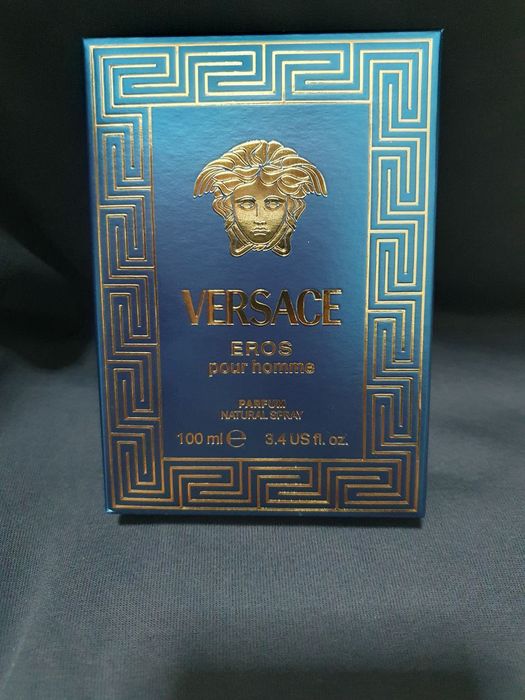 VERSACE
EROS
pour homme
PARFUM
NATURAL SPRAY
100 ml ℮ 3.4 US fl. oz.